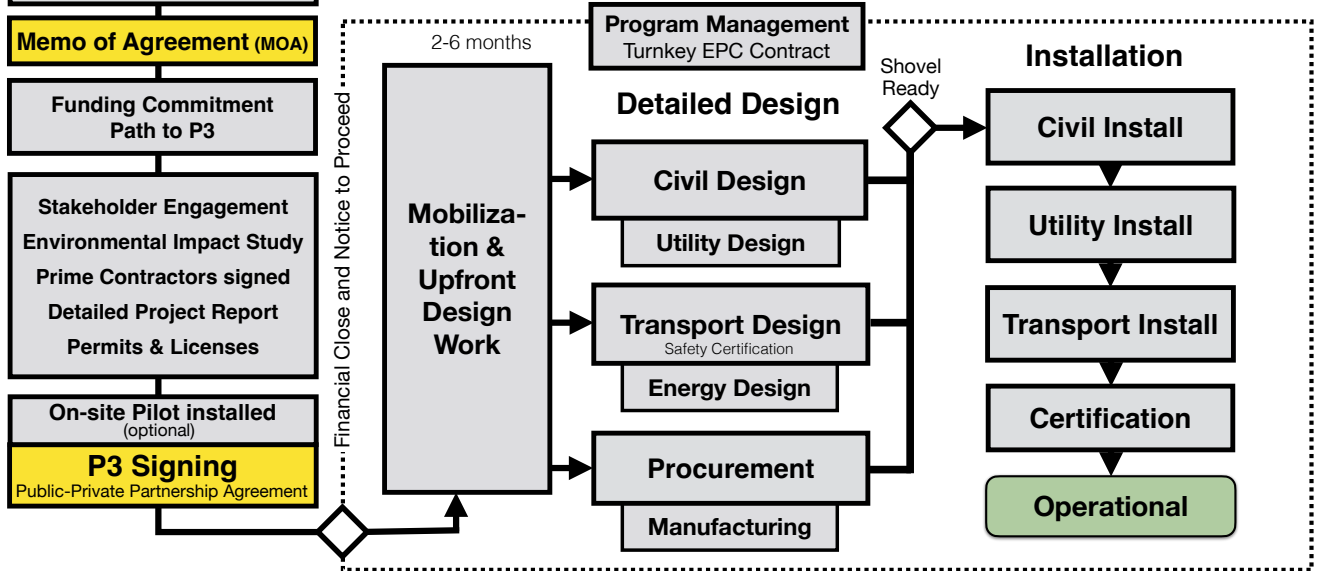 Memo of Agreement (MOA)
Funding Commitment
Path to P3
Stakeholder Engagement
Environmental Impact Study
Prime Contractors signed
Detailed Project Report
Permits & Licenses
On-site Pilot installed
(optional)
P3 Signing
Public-Private Partnership Agreement
Financial Close and Notice to Proceed
2-6 months
Mobiliza-
tion &
Upfront
Design
Work
Program Management
Turnkey EPC Contract
Detailed Design
Civil Design
Utility Design
Transport Design
Safety Certification
Energy Design
Procurement
Manufacturing
Shovel
Ready
Installation
Civil Install
Utility Install
Transport Install
Certification
Operational